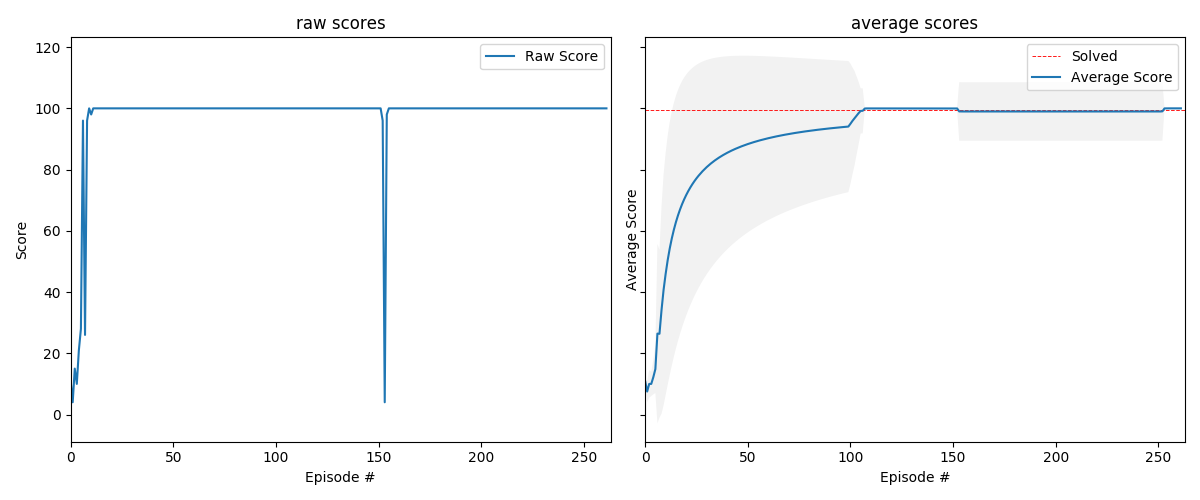 raw scores
120
100
80
60
40
20
0
Score
0 50 100 150 200 250
Episode #
Raw Score
average scores
Average Score
0 50 100 150 200 250
Episode #
Solved
Average Score